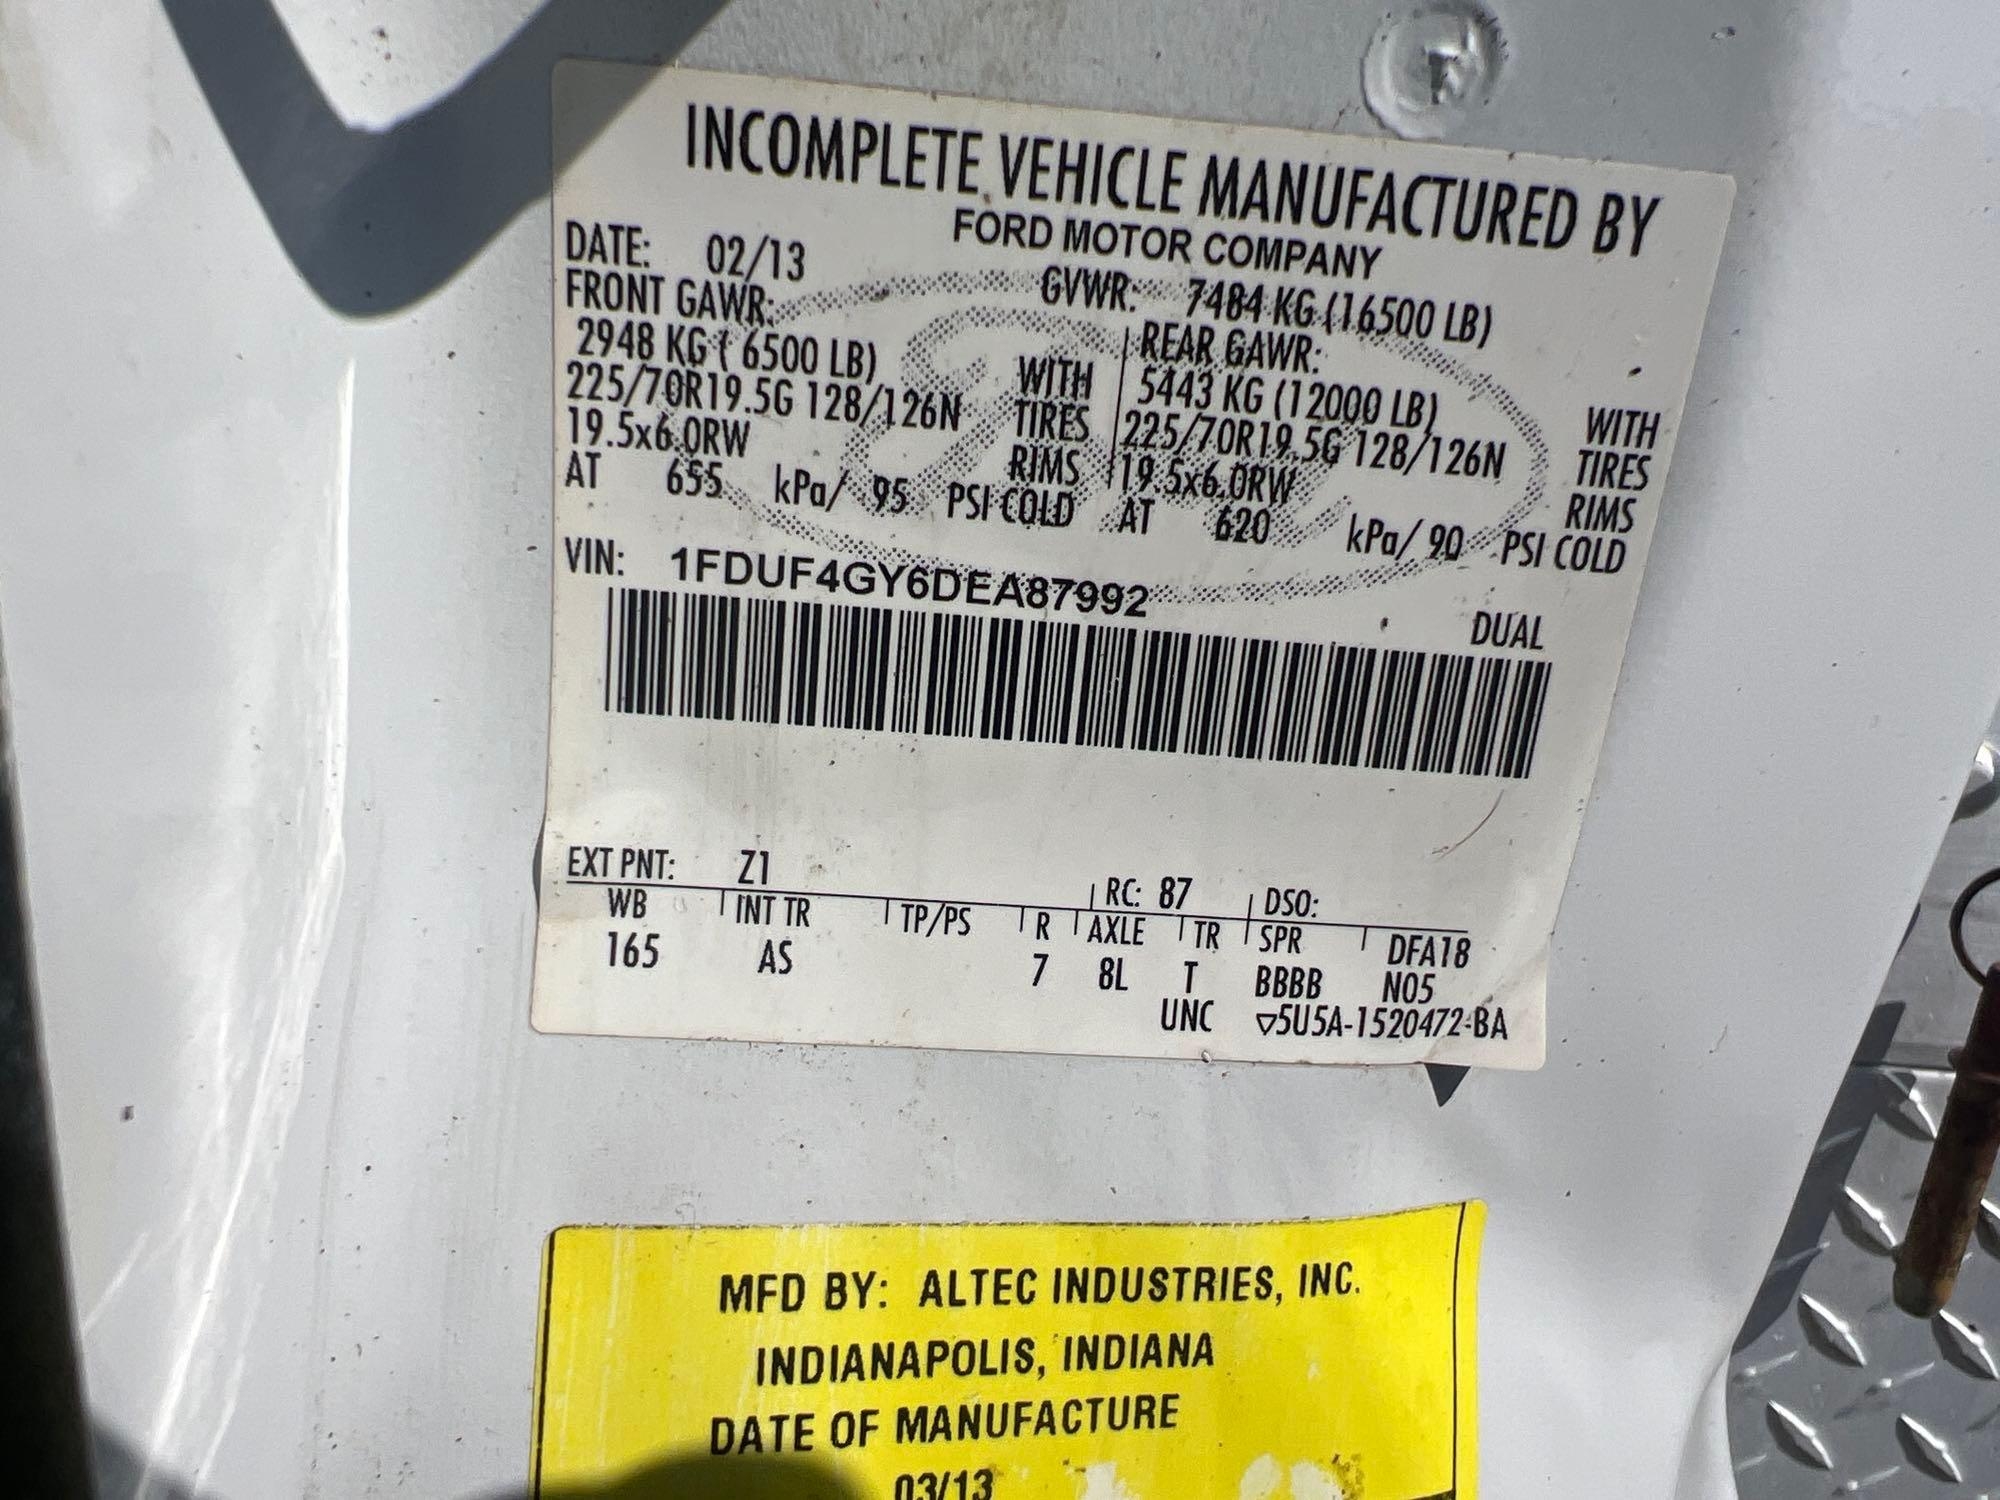 INCOMPLETE VEHICLE MANUFACTURED BY
FORD MOTOR COMPANY
DATE: 02/13 GVWR: 7484 KG (16500 LB)
FRONT GAWR: REAR GAWR:
2948 KG ( 6500 LB) WITH 5443 KG (12000 LB) WITH
225/70R19.5G 128/126N TIRES 225/70R19.5G 128/126N TIRES
19.5x6.0RW RIMS 19.5x6.0RW RIMS
AT 655 kPa/ 95 PSI COLD AT 620 kPa/ 90 PSI COLD
VIN: 1FDUF4GY6DEA87992
DUAL
EXT PNT: Z1 RC: 87 DSO:
WB INT TR TP/PS R AXLE TR SPR DFA18
165 AS 7 8L T BBBB N05
UNC ▽5U5A-1520472-BA
MFD BY: ALTEC INDUSTRIES, INC.
INDIANAPOLIS, INDIANA
DATE OF MANUFACTURE
03/13